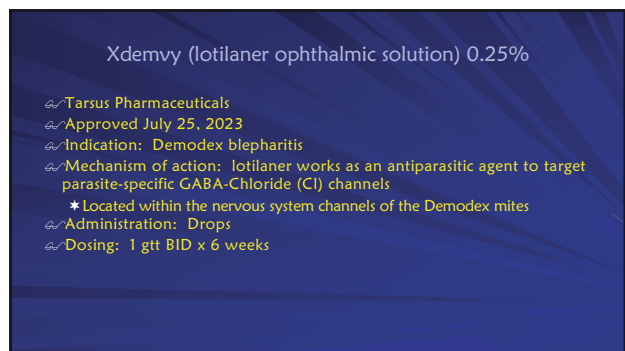 Xdemvy (lotilaner ophthalmic solution) 0.25%
Tarsus Pharmaceuticals
Approved July 25, 2023
Indication: Demodex blepharitis
Mechanism of action: lotilaner works as an antiparasitic agent to target
parasite-specific GABA-Chloride (Cl) channels
Located within the nervous system channels of the Demodex mites
Administration: Drops
Dosing: 1 gtt BID x 6 weeks